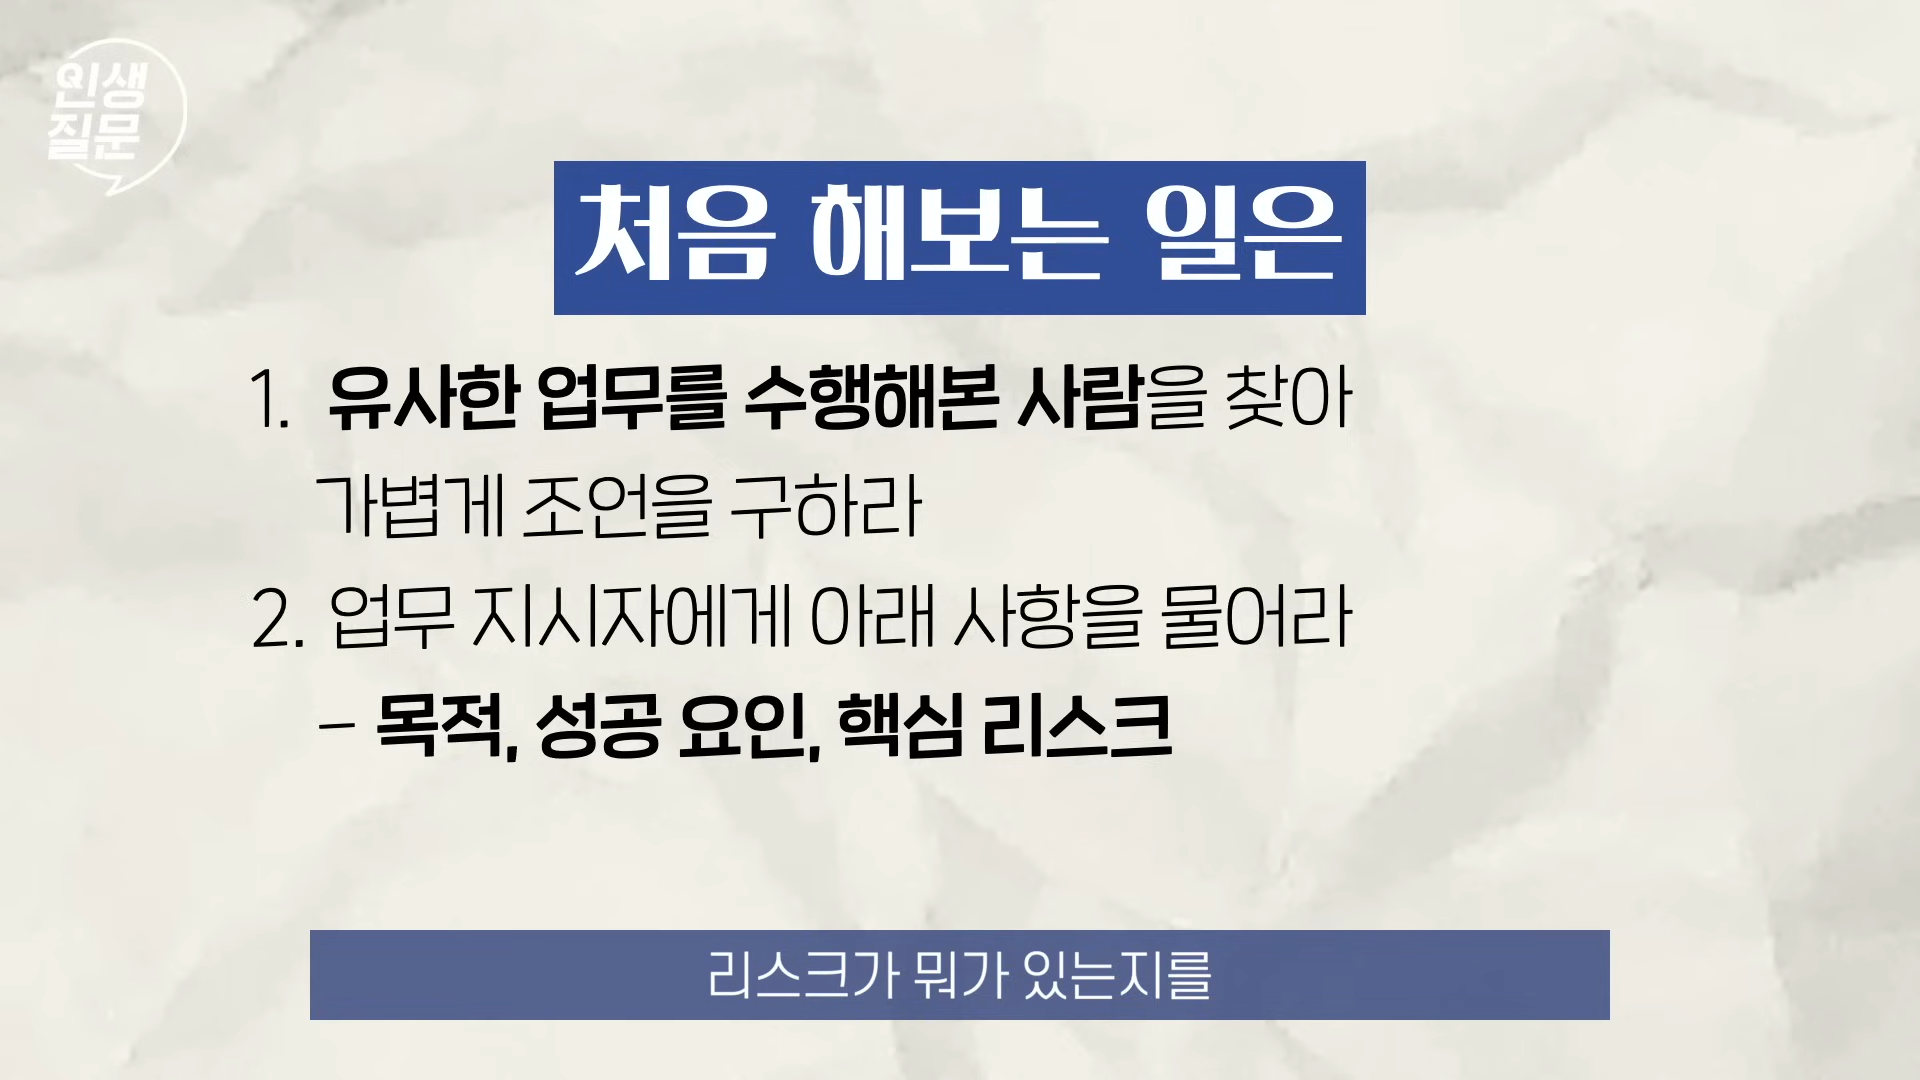 인생
질문
처음 해보는 일은
1. 유사한 업무를 수행해본 사람을 찾아
가볍게 조언을 구하라
2. 업무 지시자에게 아래 사항을 물어라
– 목적, 성공 요인, 핵심 리스크
리스크가 뭐가 있는지를